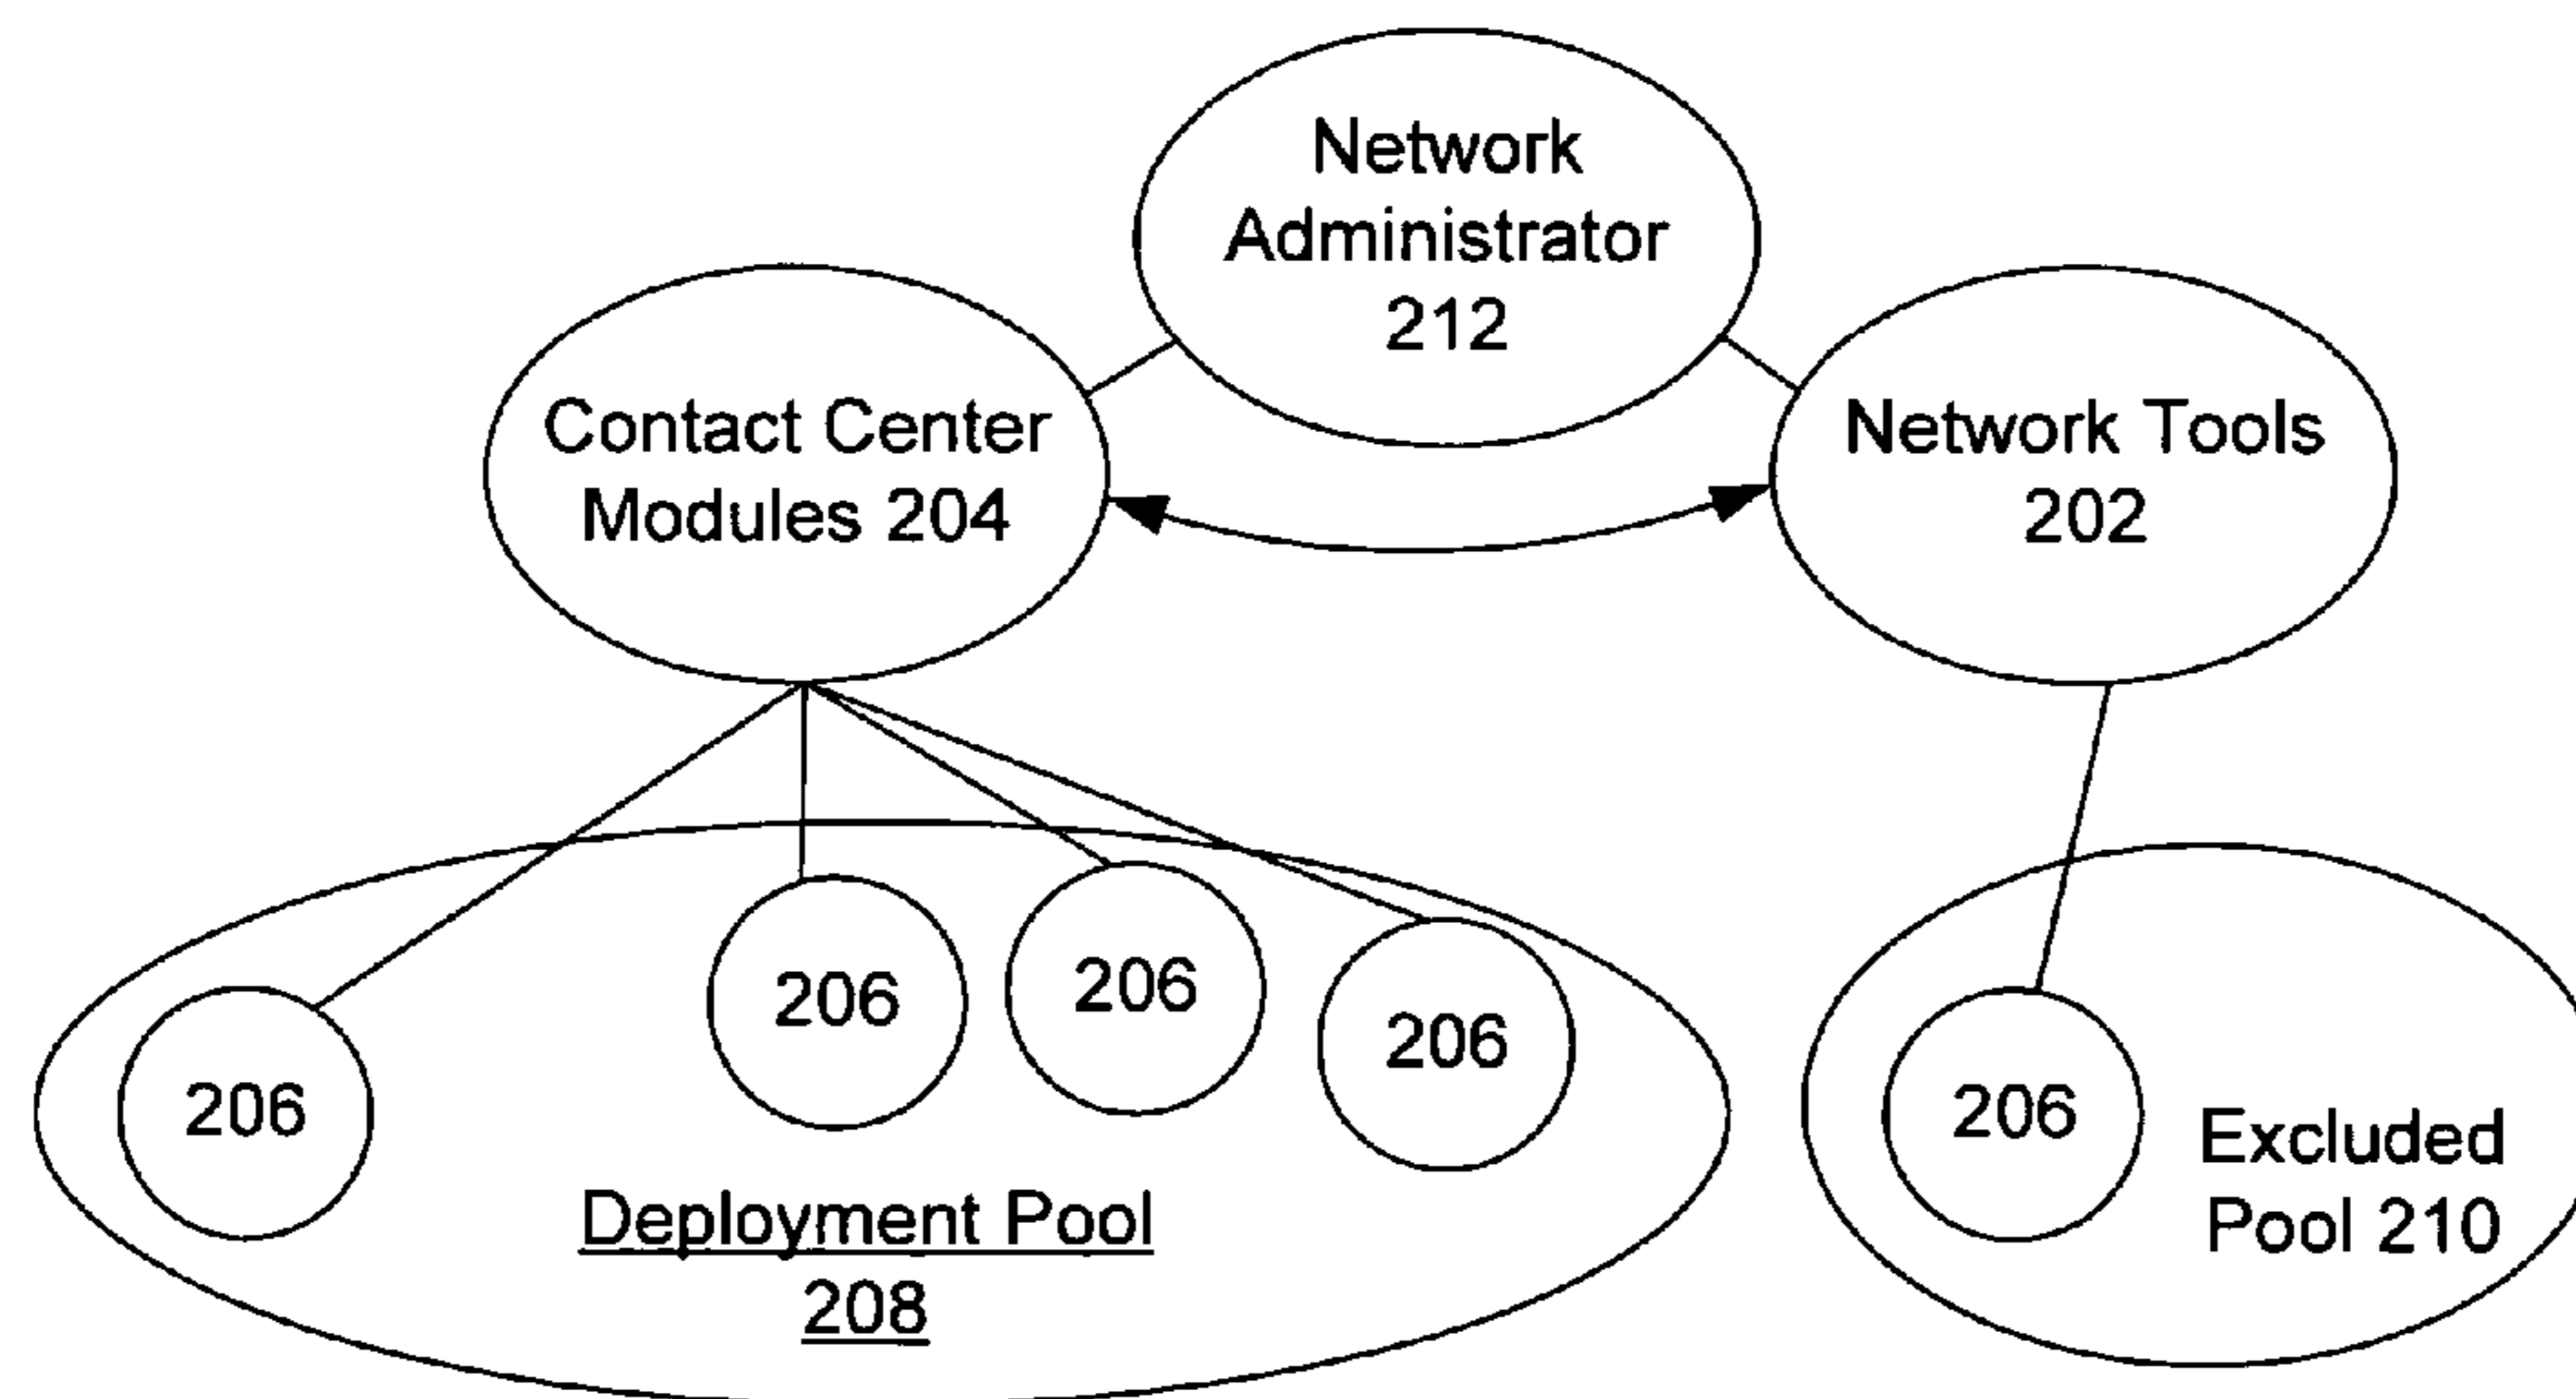 Network
Administrator
212
Contact Center
Modules 204
Network Tools
202
206
206
206
206
Deployment Pool
208
206
Excluded
Pool 210